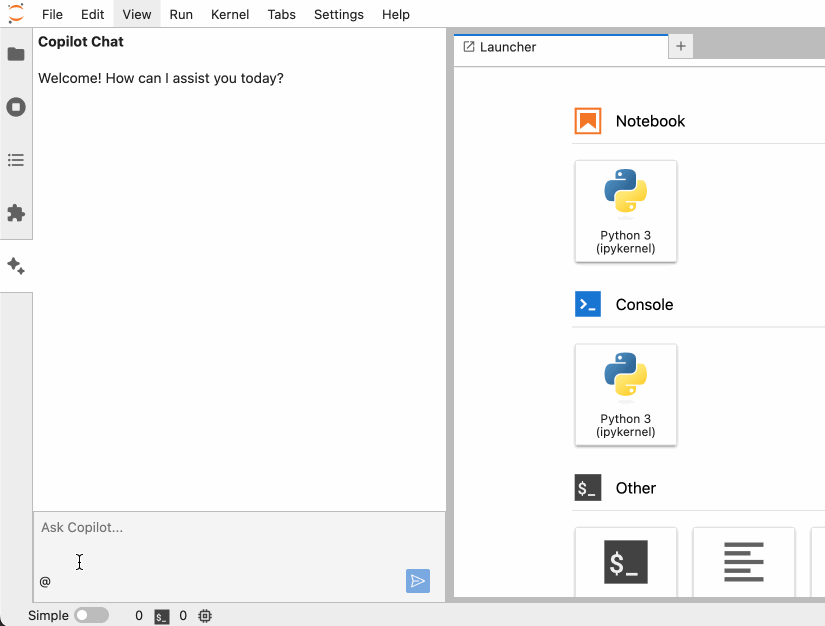 File Edit View Run Kernel Tabs Settings Help
Copilot Chat
Welcome! How can I assist you today?
Ask Copilot...
@
Launcher +
Notebook
Python 3
(ipykernel)
>_ Console
Python 3
(ipykernel)
$_ Other
$_
Simple 0 $_ 0